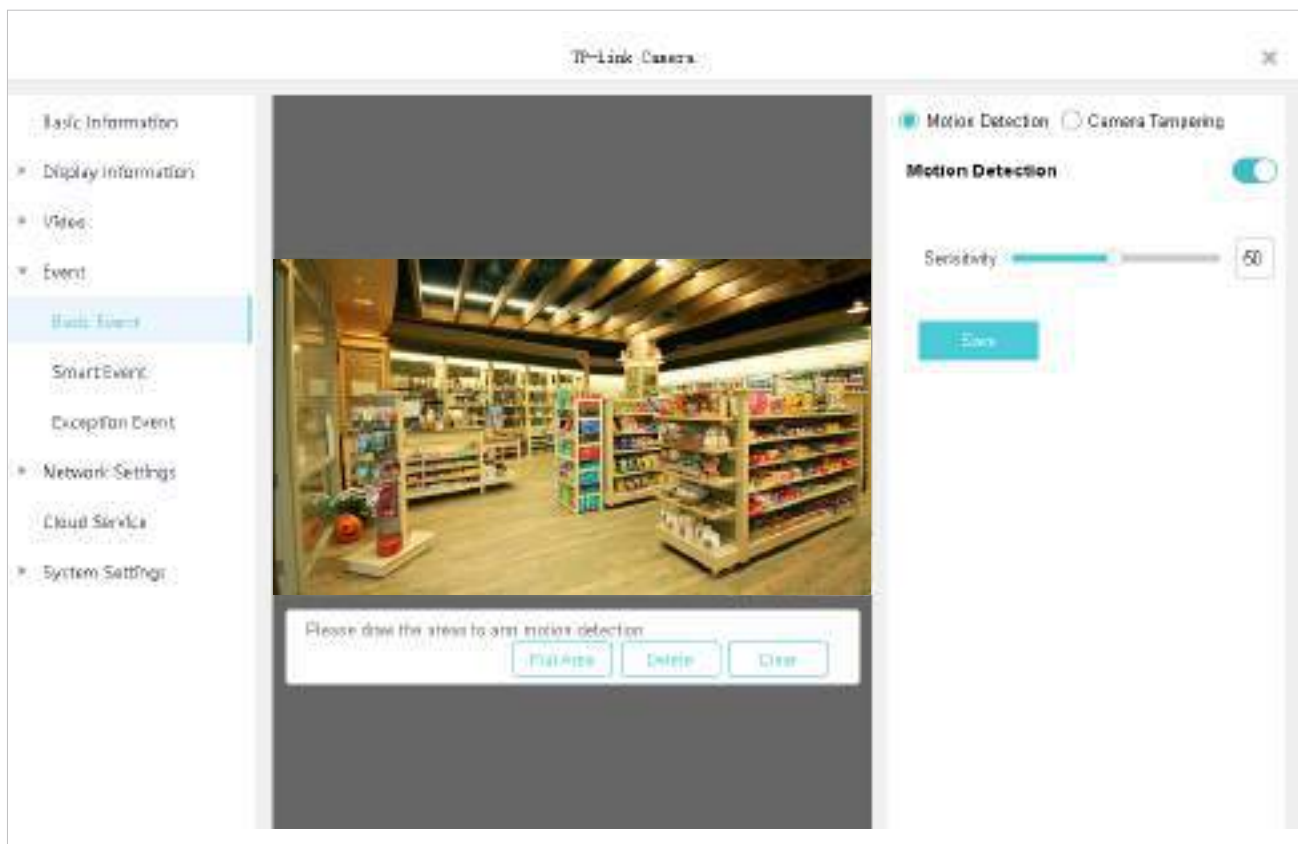 TP-Link Camera
Basic Information
Display Information
Video
Event
Basic Event
Smart Event
Exception Event
Network Settings
Cloud Service
System Settings
Please draw the areas to arm motion detection
Full Area Delete Clear
Motion Detection Camera Tampering
Motion Detection
Sensitivity 50
Save